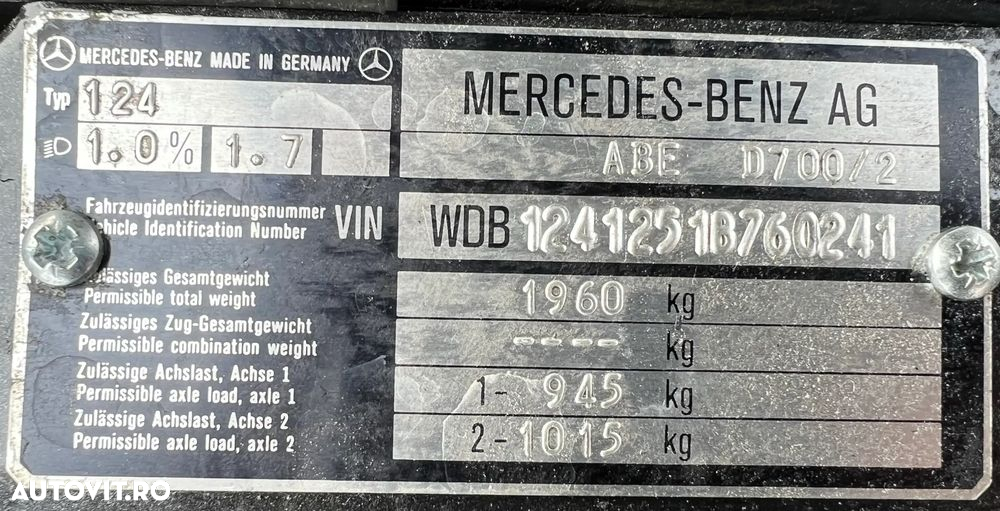 MERCEDES-BENZ MADE IN GERMANY
MERCEDES-BENZ AG
Typ 124
1.0% 1.7
ABE D700/2
Fahrzeugidentifizierungsnummer
Vehicle Identification Number
VIN
WDB 1241251B760241
Zulässiges Gesamtgewicht
Permissible total weight
1960 kg
Zulässiges Zug-Gesamtgewicht
Permissible combination weight
---- kg
Zulässige Achslast, Achse 1
Permissible axle load, axle 1
1- 945 kg
Zulässige Achslast, Achse 2
Permissible axle load, axle 2
2- 1015 kg
AUTOVIT.RO